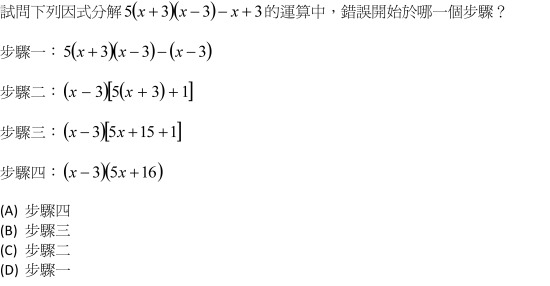 試問下列因式分解 5(x+3)(x−3)−x+3 的運算中，錯誤開始於哪一個步驟？
步驟一：5(x+3)(x−3)−(x−3)
步驟二：(x−3)[5(x+3)+1]
步驟三：(x−3)[5x+15+1]
步驟四：(x−3)(5x+16)
(A) 步驟四
(B) 步驟三
(C) 步驟二
(D) 步驟一